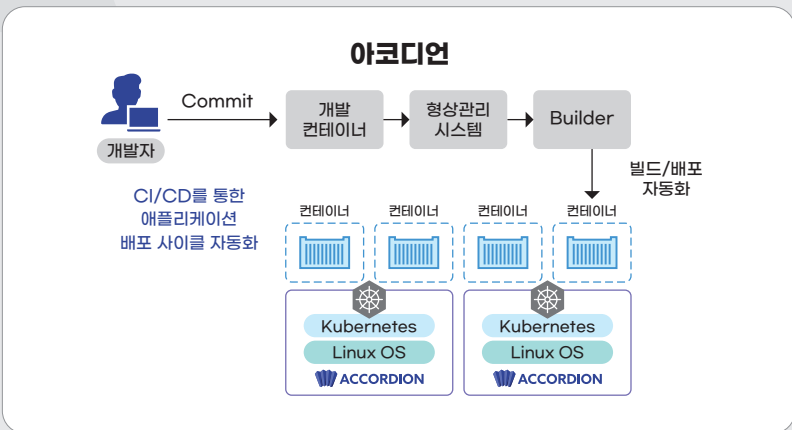 아코디언
Commit
개발자
개발
컨테이너
형상관리
시스템
Builder
빌드/배포
자동화
CI/CD를 통한
애플리케이션
배포 사이클 자동화
컨테이너
컨테이너
컨테이너
컨테이너
Kubernetes
Linux OS
ACCORDION
Kubernetes
Linux OS
ACCORDION